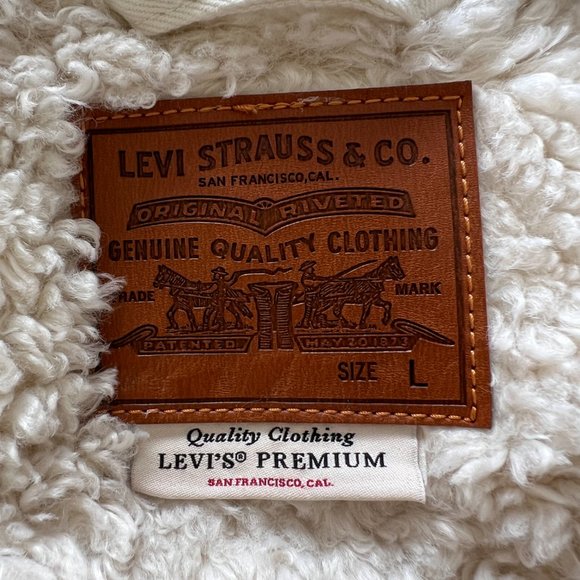 LEVI STRAUSS & CO.
SAN FRANCISCO, CAL.
ORIGINAL RIVETED
GENUINE QUALITY CLOTHING
TRADE MARK
PATENTED MAY 20 1873
SIZE L
Quality Clothing
LEVI'S® PREMIUM
SAN FRANCISCO, CAL.